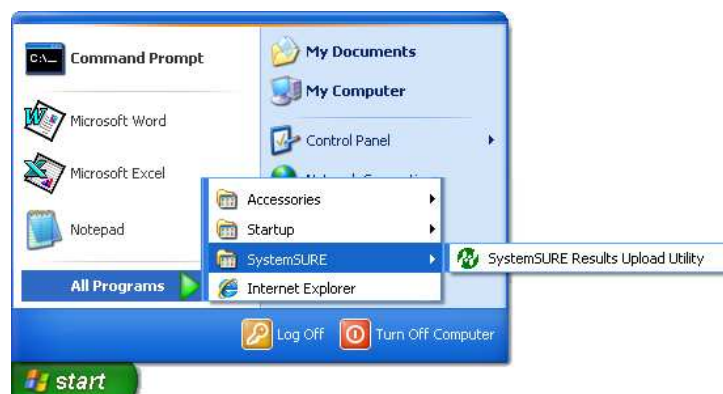 C:\_
Command Prompt
Microsoft Word
Microsoft Excel
Notepad
All Programs
My Documents
My Computer
Control Panel
Accessories
Startup
SystemSURE
Internet Explorer
SystemSURE Results Upload Utility
Log Off
Turn Off Computer
start